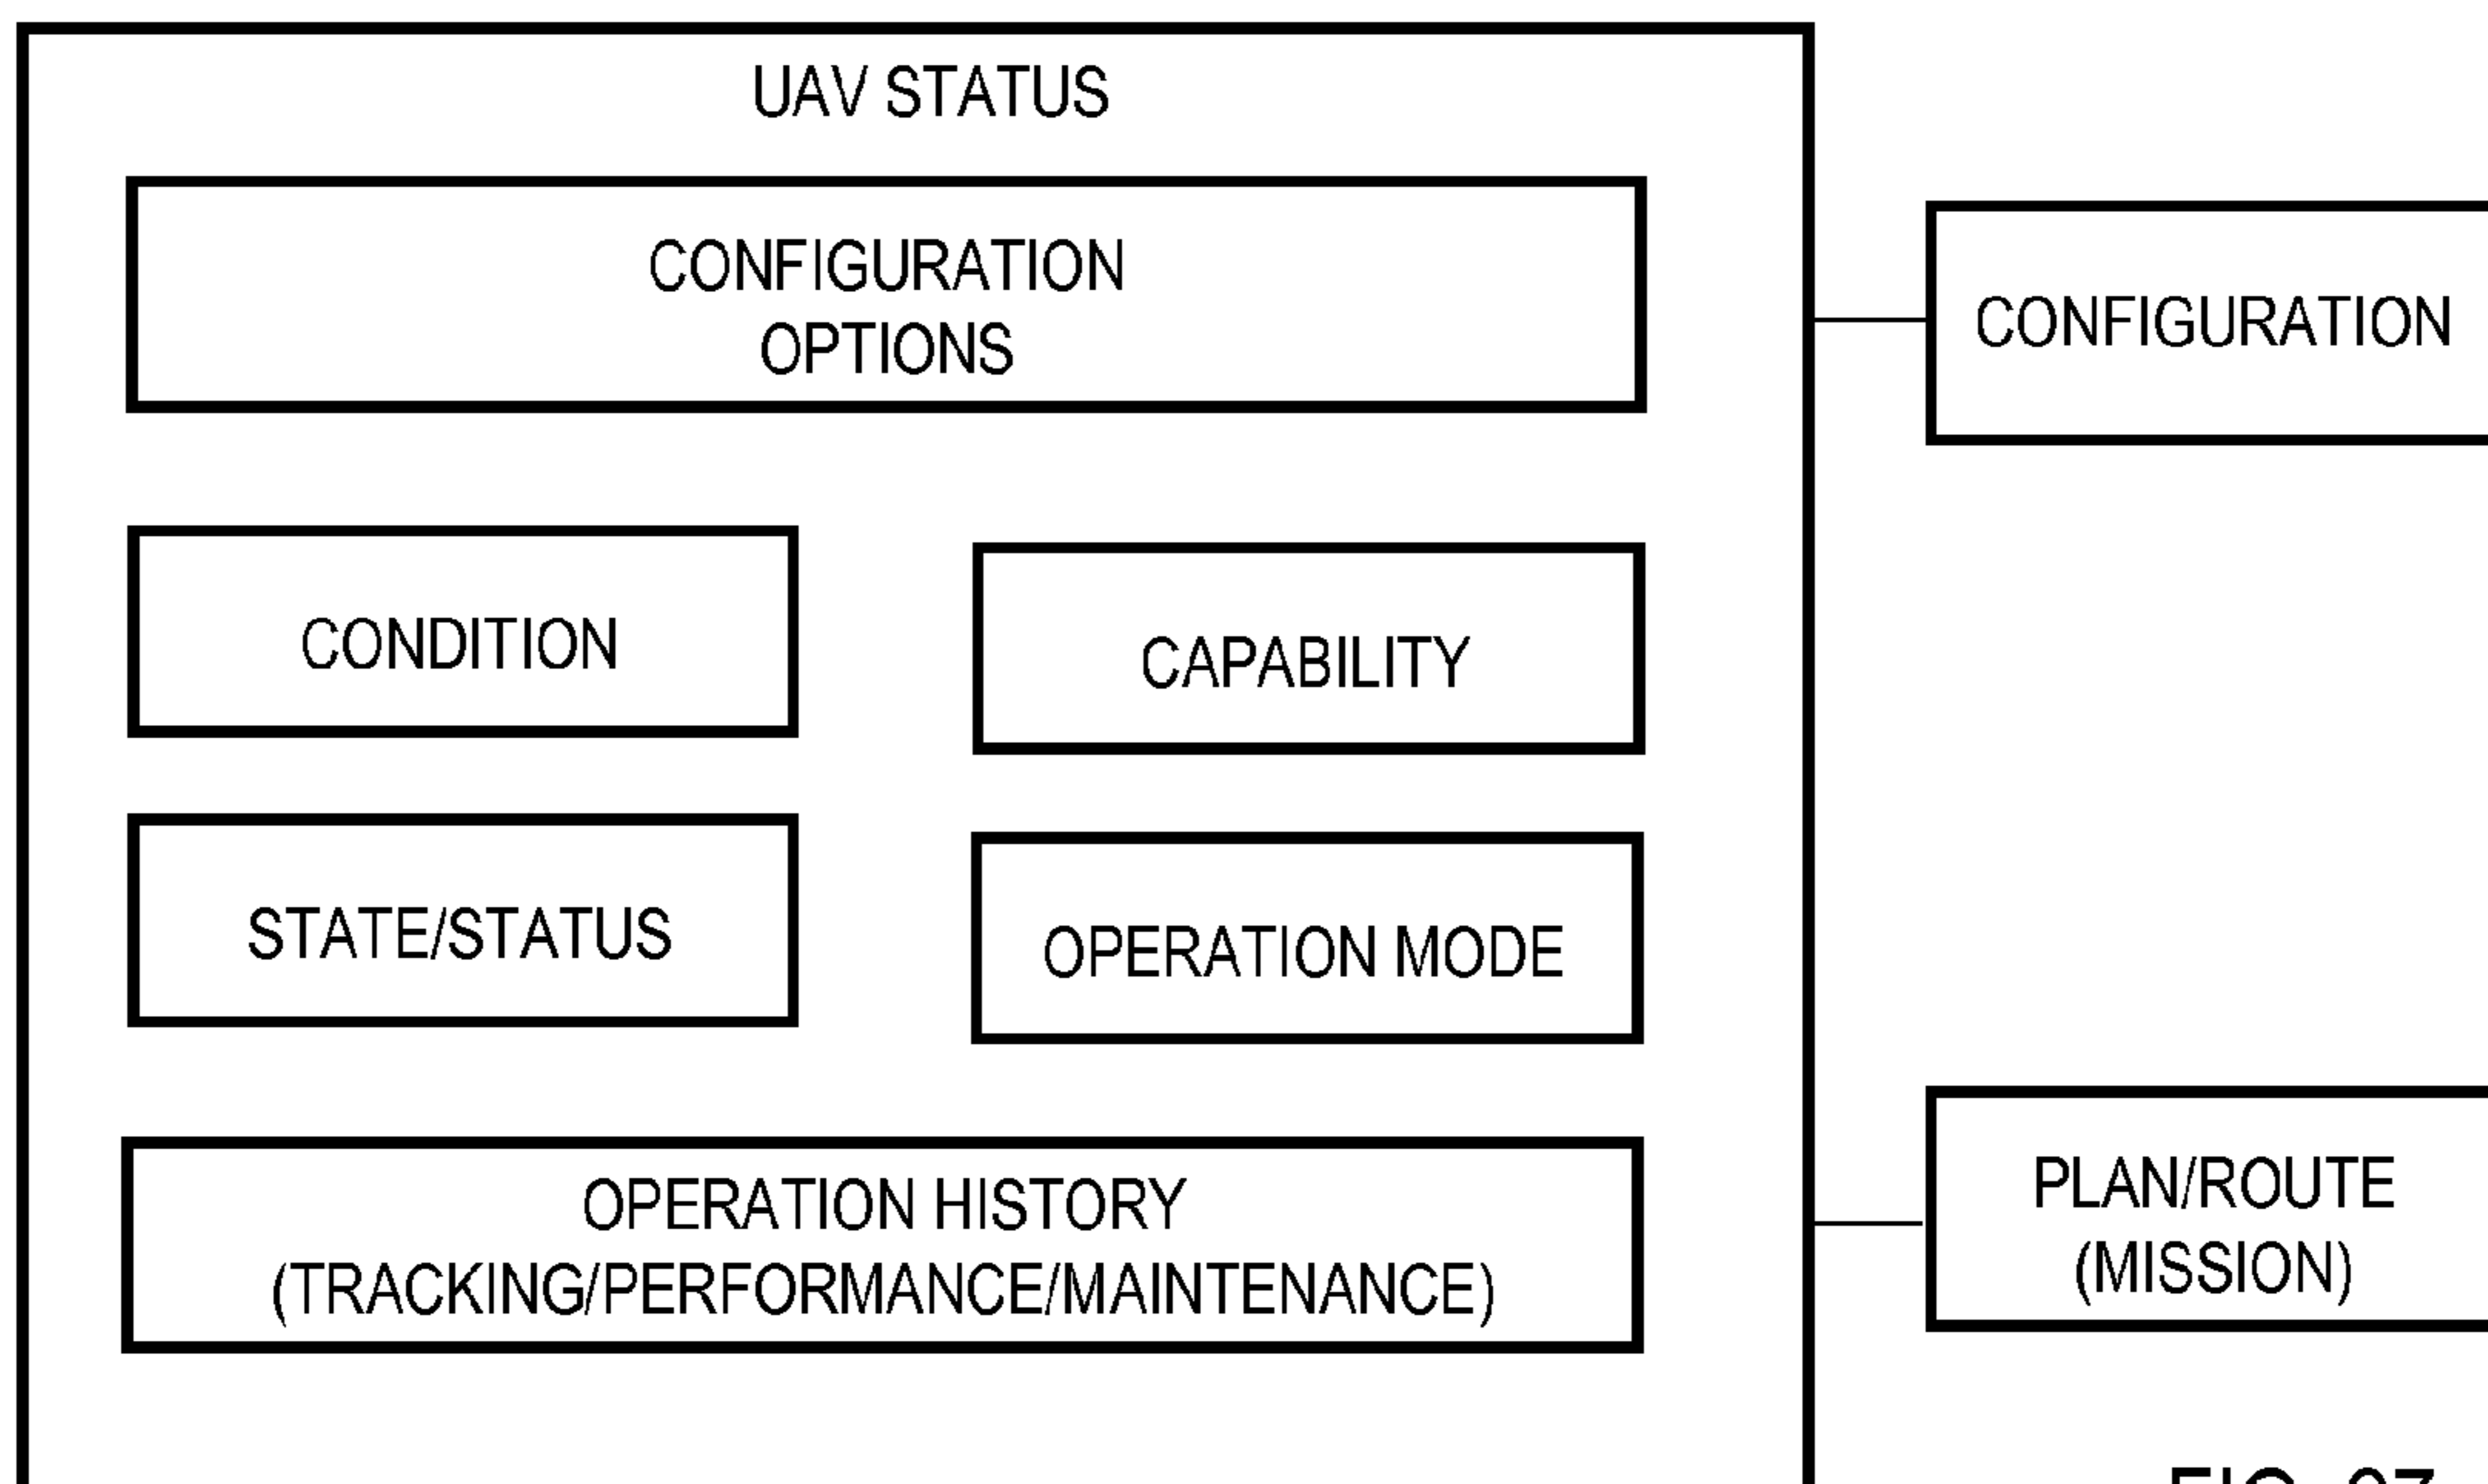 UAV STATUS
CONFIGURATION
OPTIONS
CONFIGURATION
CONDITION
CAPABILITY
STATE/STATUS
OPERATION MODE
OPERATION HISTORY
(TRACKING/PERFORMANCE/MAINTENANCE)
PLAN/ROUTE
(MISSION)